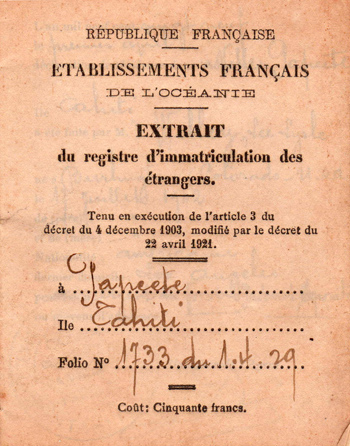 RÉPUBLIQUE FRANÇAISE
ETABLISSEMENTS FRANÇAIS
DE L'OCÉANIE
EXTRAIT
du registre d'immatriculation des
étrangers.
Tenu en exécution de l'article 3 du
décret du 4 décembre 1903, modifié par le décret du
22 avril 1921.
à Papeete
Ile Tahiti
Folio N° 1733 du 1.4.29
Coût: Cinquante francs.